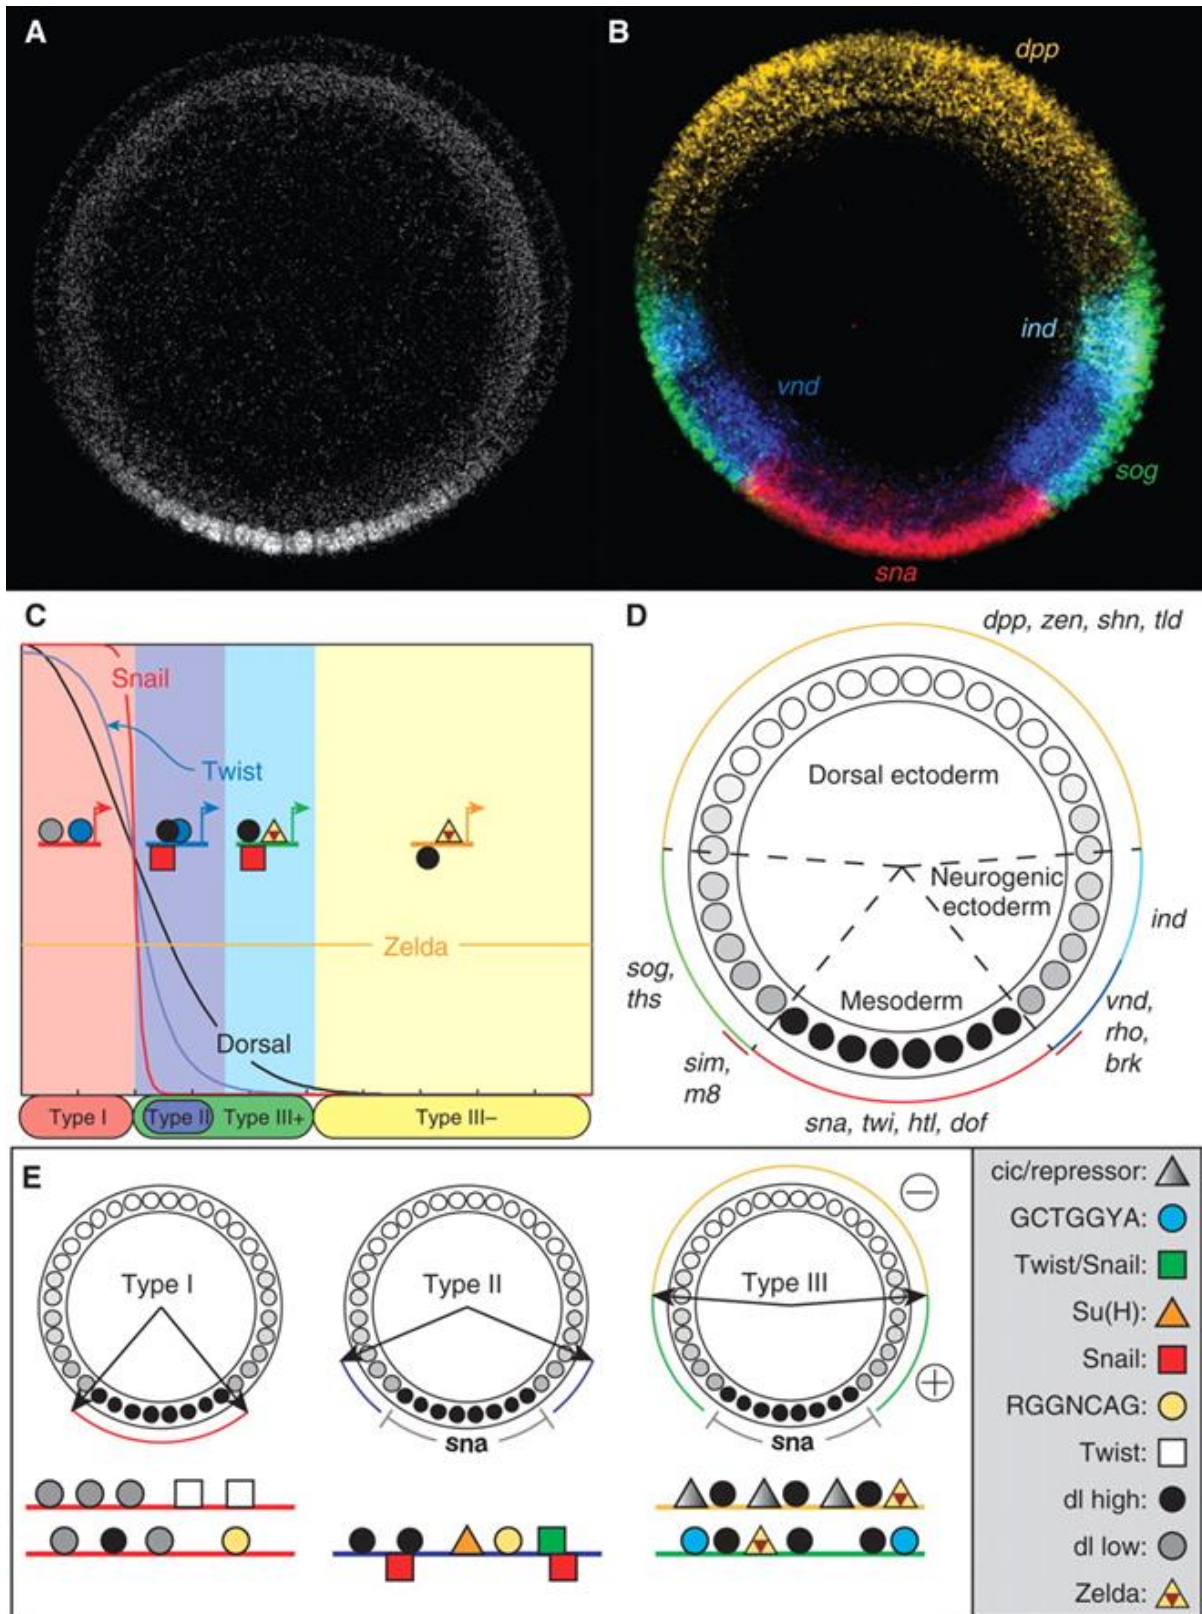 A
B
dpp
ind
vnd
sog
sna
C
Snail
Twist
Zelda
Dorsal
Type I
Type II
Type III+
Type III–
D
dpp, zen, shn, tld
Dorsal ectoderm
Neurogenic
ectoderm
ind
sog,
ths
Mesoderm
vnd,
rho,
brk
sim,
m8
sna, twi, htl, dof
E
Type I
Type II
Type III
−
+
sna
sna
cic/repressor:
GCTGGYA:
Twist/Snail:
Su(H):
Snail:
RGGNCAG:
Twist:
dl high:
dl low:
Zelda: